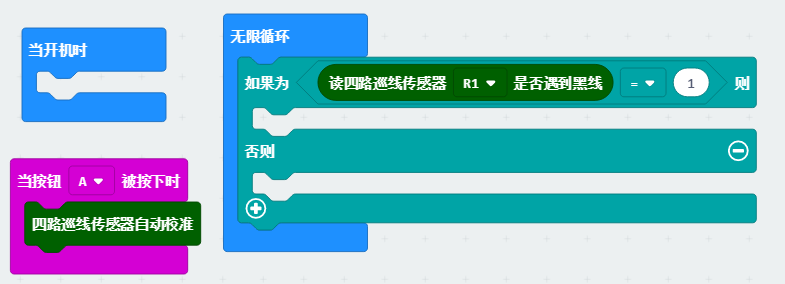 当开机时
无限循环
如果为 读四路巡线传感器 R1 是否遇到黑线 = 1 则
否则
当按钮 A 被按下时
四路巡线传感器自动校准